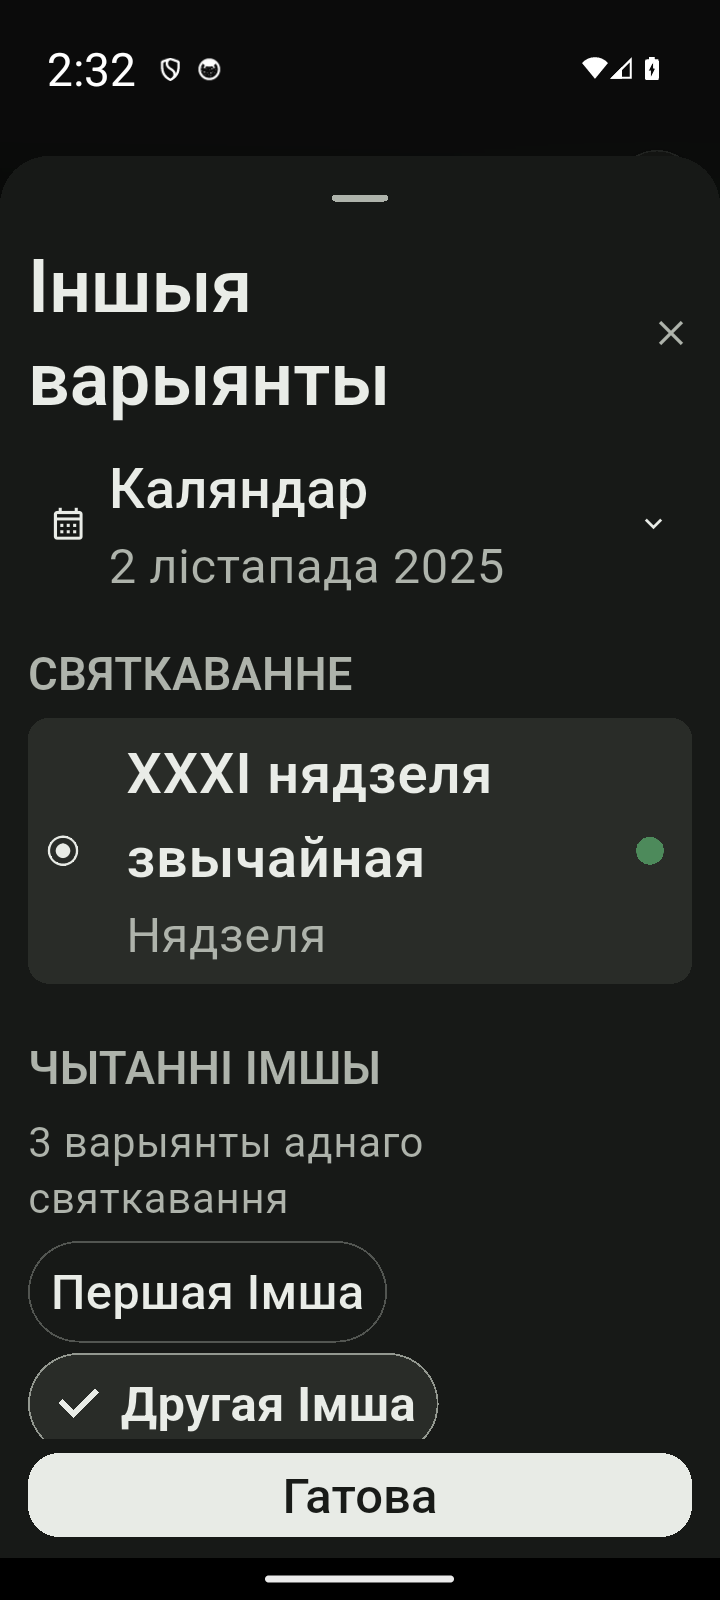 2:32
Іншыя
варыянты
Каляндар
2 лістапада 2025
СВЯТКАВАННЕ
XXXI нядзеля
звычайная
Нядзеля
ЧЫТАННІ ІМШЫ
3 варыянты аднаго
святкавання
Першая Імша
Другая Імша
Гатова